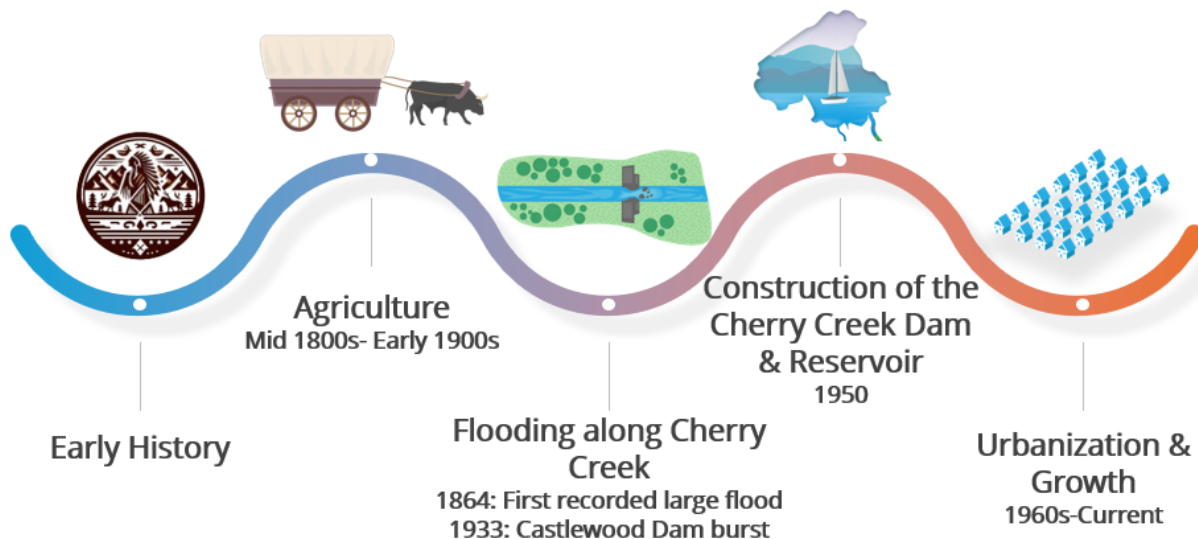 Early History
Agriculture
Mid 1800s- Early 1900s
Flooding along Cherry
Creek
1864: First recorded large flood
1933: Castlewood Dam burst
Construction of the
Cherry Creek Dam
& Reservoir
1950
Urbanization &
Growth
1960s-Current